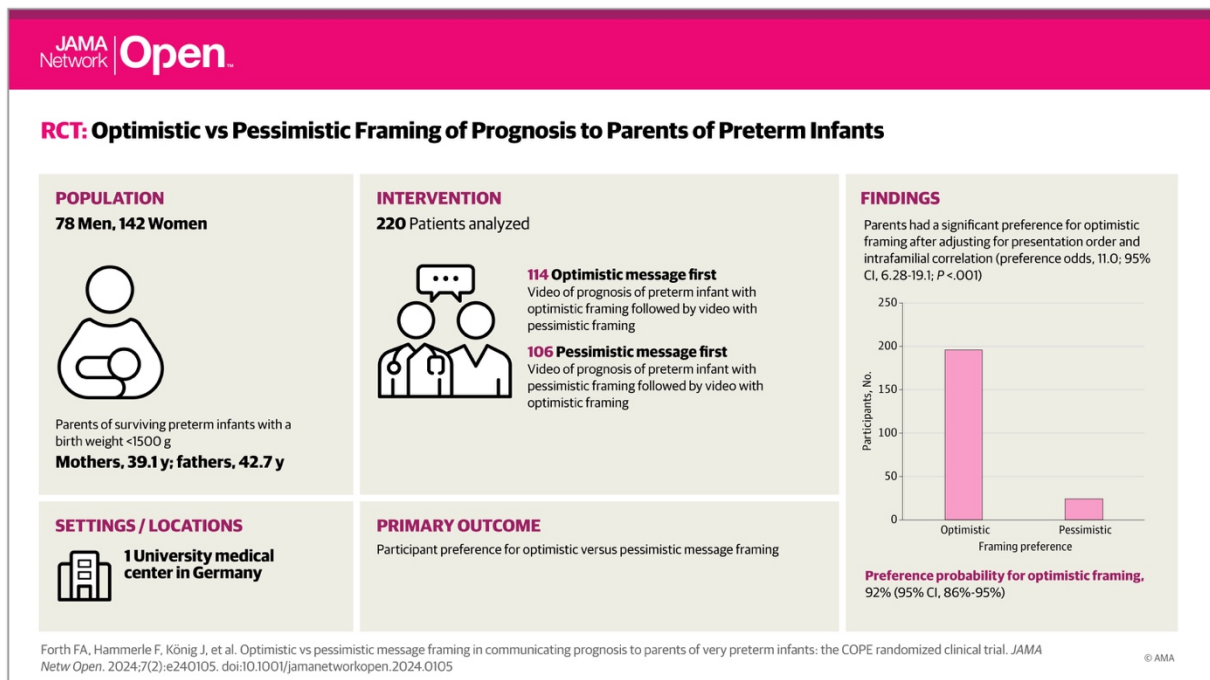 JAMA
Network
Open™
RCT: Optimistic vs Pessimistic Framing of Prognosis to Parents of Preterm Infants
POPULATION
78 Men, 142 Women
Parents of surviving preterm infants with a
birth weight <1500 g
Mothers, 39.1 y; fathers, 42.7 y
SETTINGS / LOCATIONS
1 University medical
center in Germany
INTERVENTION
220 Patients analyzed
114 Optimistic message first
Video of prognosis of preterm infant with
optimistic framing followed by video with
pessimistic framing
106 Pessimistic message first
Video of prognosis of preterm infant with
pessimistic framing followed by video with
optimistic framing
PRIMARY OUTCOME
Participant preference for optimistic versus pessimistic message framing
FINDINGS
Parents had a significant preference for optimistic
framing after adjusting for presentation order and
intrafamilial correlation (preference odds, 11.0; 95%
CI, 6.28-19.1; P <.001)
Participants, No.
250
200
150
100
50
0
Optimistic
Pessimistic
Framing preference
Preference probability for optimistic framing,
92% (95% CI, 86%-95%)
Forth FA, Hammerle F, König J, et al. Optimistic vs pessimistic message framing in communicating prognosis to parents of very preterm infants: the COPE randomized clinical trial. JAMA
Netw Open. 2024;7(2):e240105. doi:10.1001/jamanetworkopen.2024.0105
© AMA